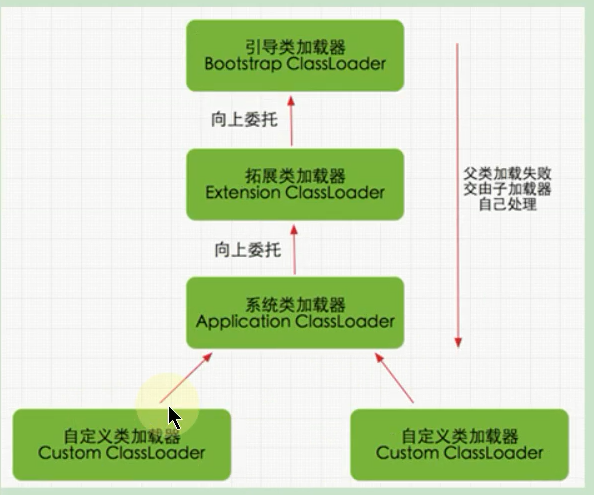 引导类加载器
Bootstrap ClassLoader
向上委托
拓展类加载器
Extension ClassLoader
父类加载失败
交由子加载器
自己处理
向上委托
系统类加载器
Application ClassLoader
自定义类加载器
Custom ClassLoader
自定义类加载器
Custom ClassLoader